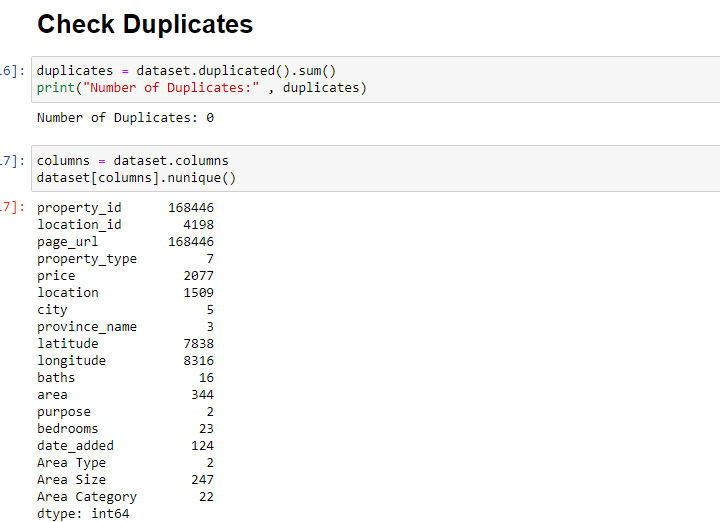 Check Duplicates
6]: duplicates = dataset.duplicated().sum()
print("Number of Duplicates:" , duplicates)
Number of Duplicates: 0
7]: columns = dataset.columns
dataset[columns].nunique()
7]: property_id 168446
location_id 4198
page_url 168446
property_type 7
price 2077
location 1509
city 5
province_name 3
latitude 7838
longitude 8316
baths 16
area 344
purpose 2
bedrooms 23
date_added 124
Area Type 2
Area Size 247
Area Category 22
dtype: int64